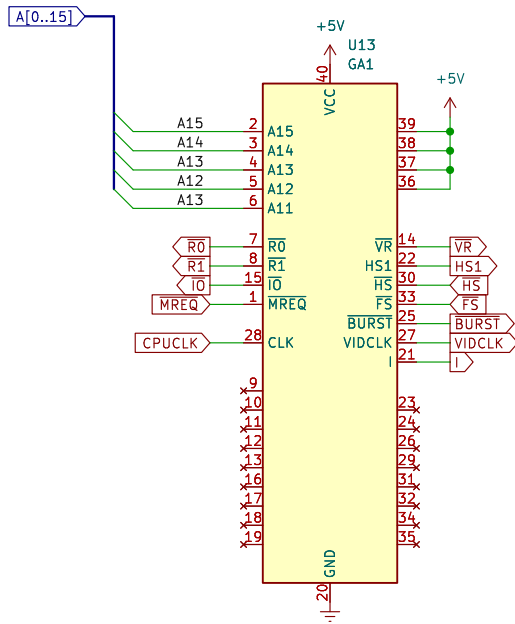 A[0..15]
+5V
U13
GA1
40
VCC
+5V
A15
2
A15
39
A14
3
A14
38
A13
4
A13
37
A12
5
A12
36
A13
6
A11
R0
7
R0
VR
14
VR
R1
8
R1
HS1
22
HS1
IO
15
IO
HS
30
HS
MREQ
1
MREQ
FS
33
FS
BURST
25
BURST
CPUCLK
28
CLK
VIDCLK
27
VIDCLK
I
21
I
9
10
23
11
24
12
26
13
29
16
31
17
32
18
34
19
35
GND
20